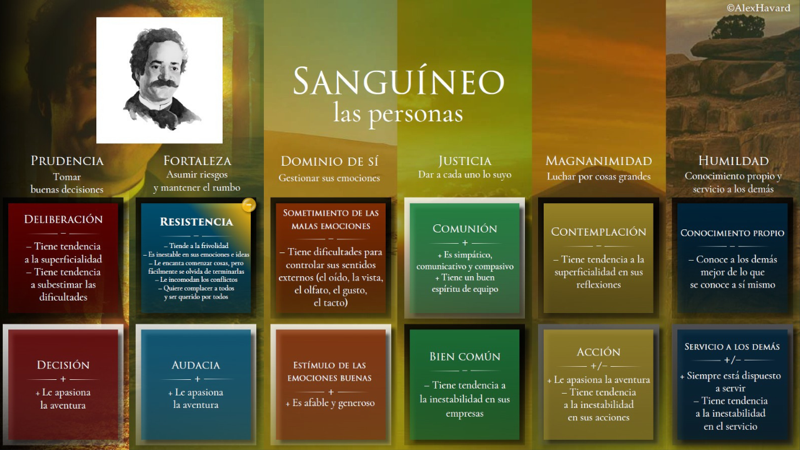 ©AlexHavard
SANGUÍNEO
las personas
PRUDENCIA
Tomar
buenas decisiones
FORTALEZA
Asumir riesgos
y mantener el rumbo
DOMINIO DE SÍ
Gestionar sus emociones
JUSTICIA
Dar a cada uno lo suyo
MAGNANIMIDAD
Luchar por cosas grandes
HUMILDAD
Conocimiento propio y
servicio a los demás
DELIBERACIÓN
–
– Tiene tendencia
a la superficialidad
– Tiene tendencia
a subestimar las
dificultades
RESISTENCIA
–
– Tiende a la frivolidad
– Es inestable en sus emociones e ideas
– Le encanta comenzar cosas, pero
fácilmente se olvida de terminarlas
– Le incomodan los conflictos
– Quiere complacer a todos
y ser querido por todos
SOMETIMIENTO DE LAS
MALAS EMOCIONES
–
– Tiene dificultades para
controlar sus sentidos
externos (el oído, la vista,
el olfato, el gusto,
el tacto)
COMUNIÓN
+
+ Es simpático,
comunicativo y compasivo
+ Tiene un buen
espíritu de equipo
CONTEMPLACIÓN
–
– Tiene tendencia a la
superficialidad en sus
reflexiones
CONOCIMIENTO PROPIO
–
– Conoce a los demás
mejor de lo que
se conoce a sí mismo
DECISIÓN
+
+ Le apasiona
la aventura
AUDACIA
+
+ Le apasiona
la aventura
ESTÍMULO DE LAS
EMOCIONES BUENAS
+
+ Es afable y generoso
BIEN COMÚN
–
– Tiene tendencia a
la inestabilidad en sus
empresas
ACCIÓN
+/–
+ Le apasiona la aventura
– Tiene tendencia
a la inestabilidad
en sus acciones
SERVICIO A LOS DEMÁS
+/–
+ Siempre está dispuesto
a servir
– Tiene tendencia
a la inestabilidad
en el servicio